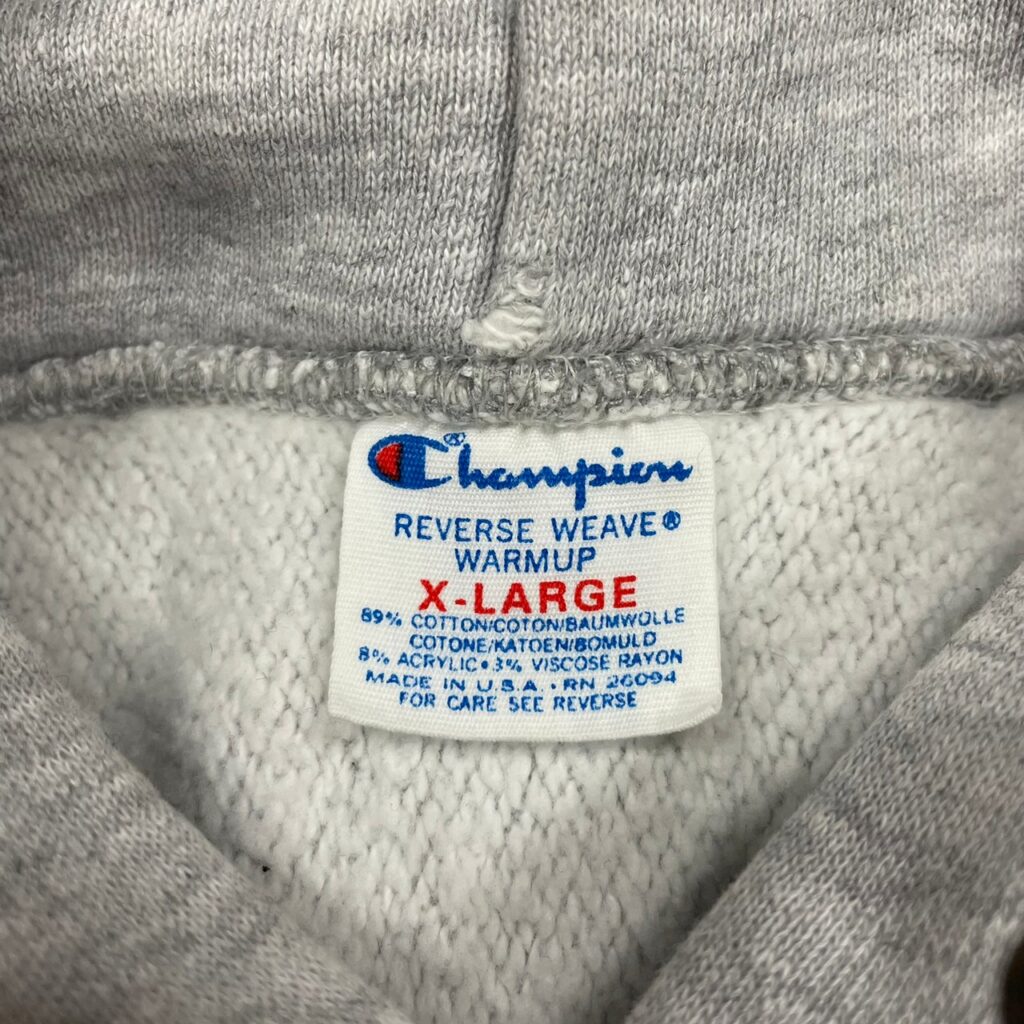 Champion®
REVERSE WEAVE®
WARMUP
X-LARGE
89% COTTON/COTON/BAUMWOLLE
COTONE/KATOEN/BOMULD
8% ACRYLIC•3% VISCOSE RAYON
MADE IN U.S.A. • RN 26094
FOR CARE SEE REVERSE